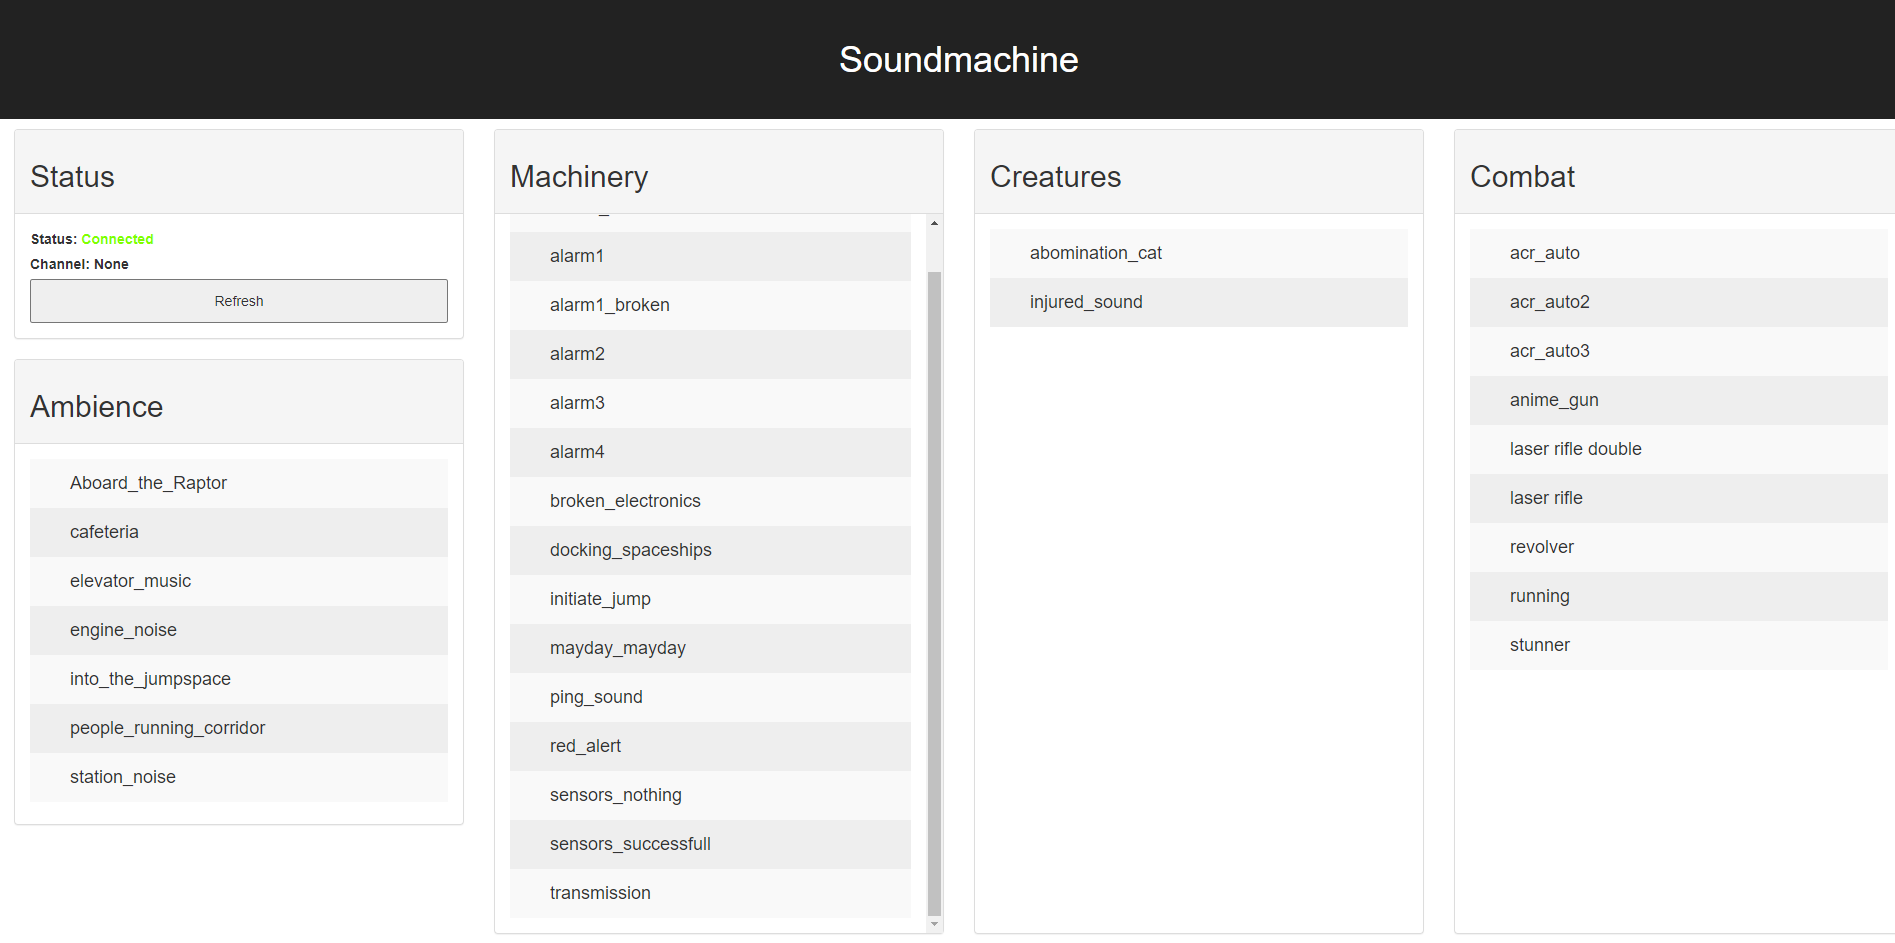 Soundmachine
Status
Status: Connected
Channel: None
Refresh
Ambience
Aboard_the_Raptor
cafeteria
elevator_music
engine_noise
into_the_jumpspace
people_running_corridor
station_noise
Machinery
alarm1
alarm1_broken
alarm2
alarm3
alarm4
broken_electronics
docking_spaceships
initiate_jump
mayday_mayday
ping_sound
red_alert
sensors_nothing
sensors_successfull
transmission
Creatures
abomination_cat
injured_sound
Combat
acr_auto
acr_auto2
acr_auto3
anime_gun
laser rifle double
laser rifle
revolver
running
stunner